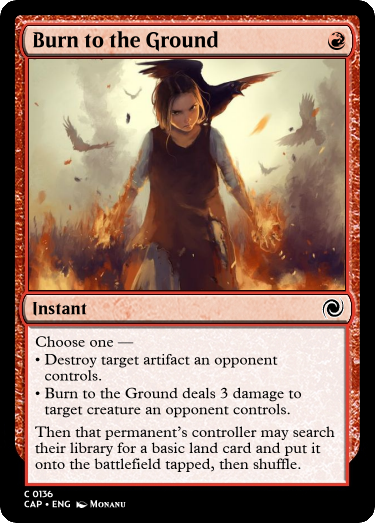 Burn to the Ground
Instant
Choose one —
• Destroy target artifact an opponent
controls.
• Burn to the Ground deals 3 damage to
target creature an opponent controls.
Then that permanent's controller may search
their library for a basic land card and put it
onto the battlefield tapped, then shuffle.
C 0136
CAP • ENG Monanu